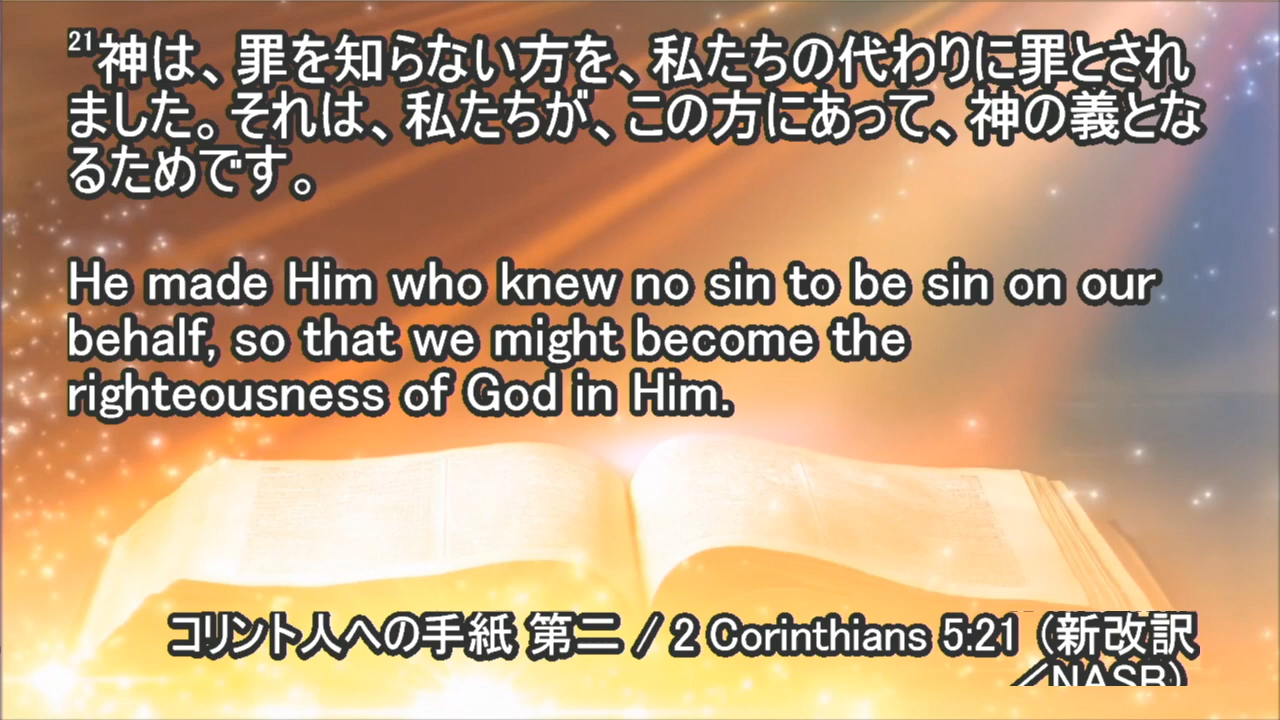 21神は、罪を知らない方を、私たちの代わりに罪とされ
ました。それは、私たちが、この方にあって、神の義とな
るためです。
He made Him who knew no sin to be sin on our
behalf, so that we might become the
righteousness of God in Him.
コリント人への手紙 第二 / 2 Corinthians 5:21 （新改訳
／NASB）